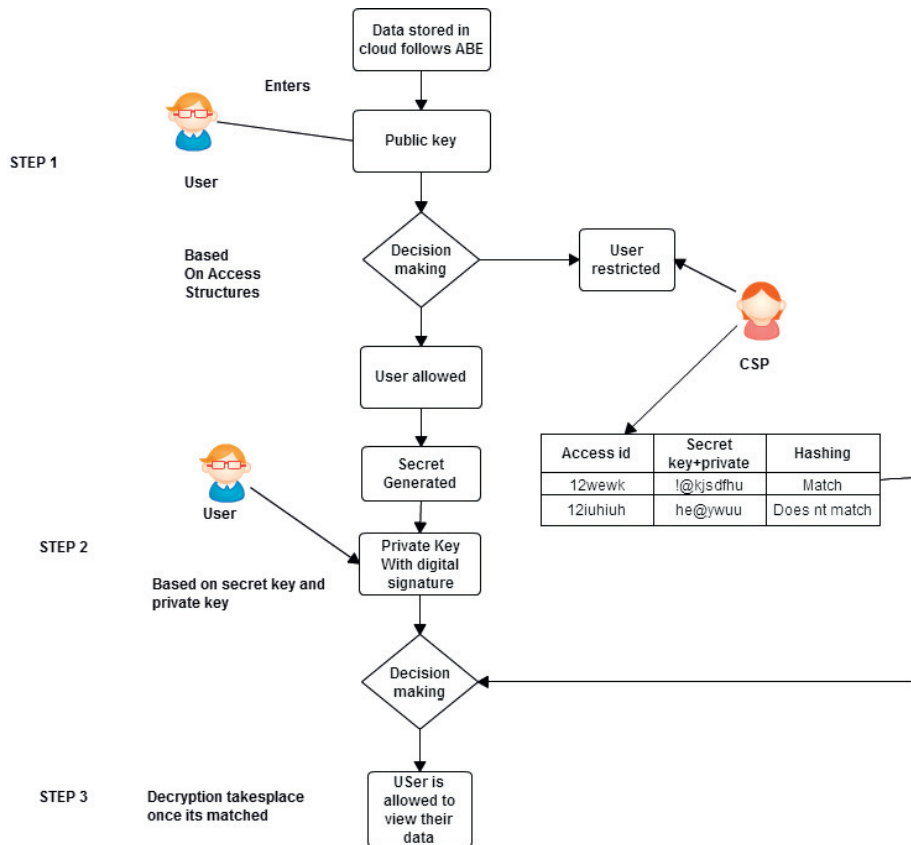 Data stored in
cloud follows ABE
Enters
Public key
STEP 1
User
Based
On Access
Structures
Decision
making
User
restricted
CSP
User allowed
Access id
Secret
key+private
Hashing
12wewk
!@kjsdfhu
Match
12iuhiuh
he@ywuu
Does nt match
Secret
Generated
User
STEP 2
Private Key
With digital
signature
Based on secret key and
private key
Decision
making
STEP 3
Decryption takesplace
once its matched
USer is
allowed to
view their
data